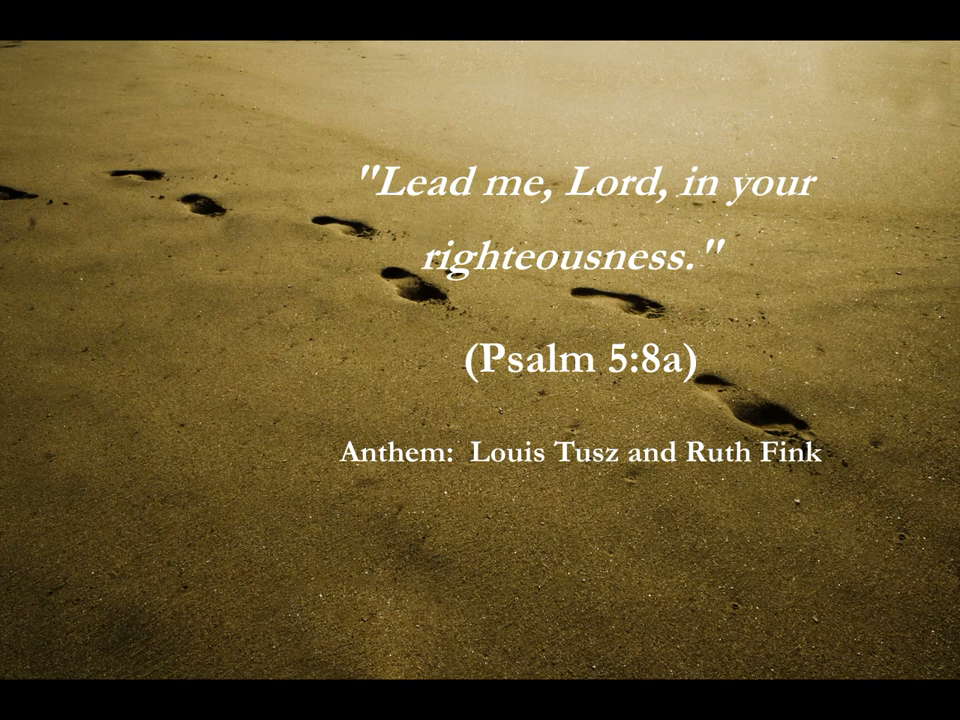 "Lead me, Lord, in your
righteousness."
(Psalm 5:8a)
Anthem:  Louis Tusz and Ruth Fink